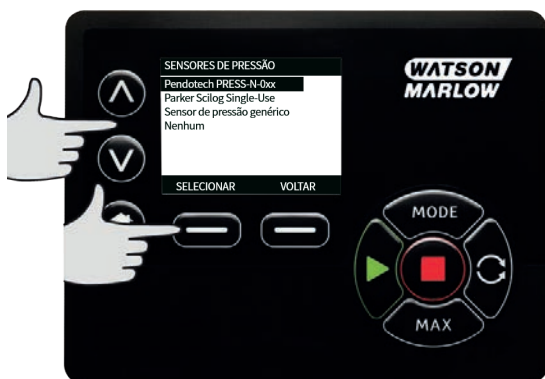 SENSORES DE PRESSÃO
Pendotech PRESS-N-0xx
Parker Scilog Single-Use
Sensor de pressão genérico
Nenhum
SELECIONAR VOLTAR
WATSON
MARLOW
MODE
MAX